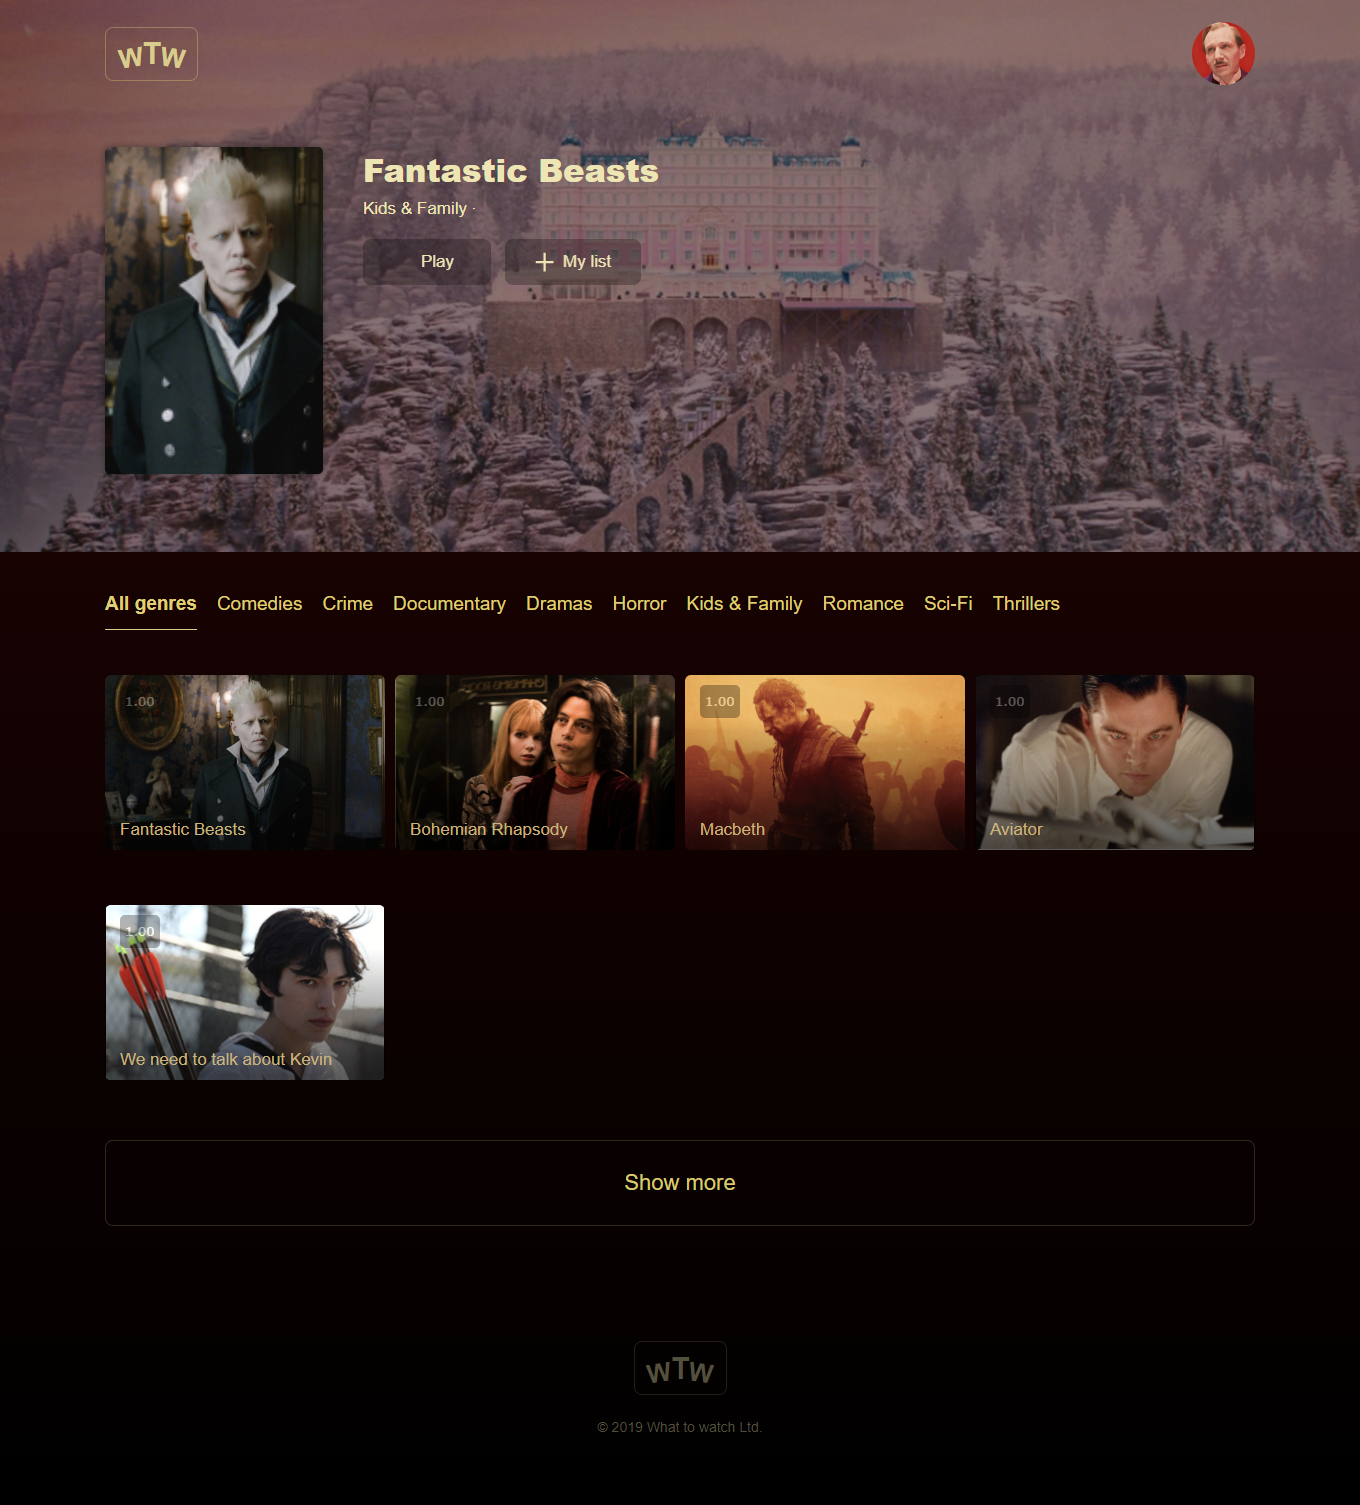 WTW
Fantastic Beasts
Kids & Family ·
Play
My list
All genres Comedies Crime Documentary Dramas Horror Kids & Family Romance Sci-Fi Thrillers
1.00 1.00 1.00 1.00
Fantastic Beasts Bohemian Rhapsody Macbeth Aviator
1.00
We need to talk about Kevin
Show more
WTW
© 2019 What to watch Ltd.